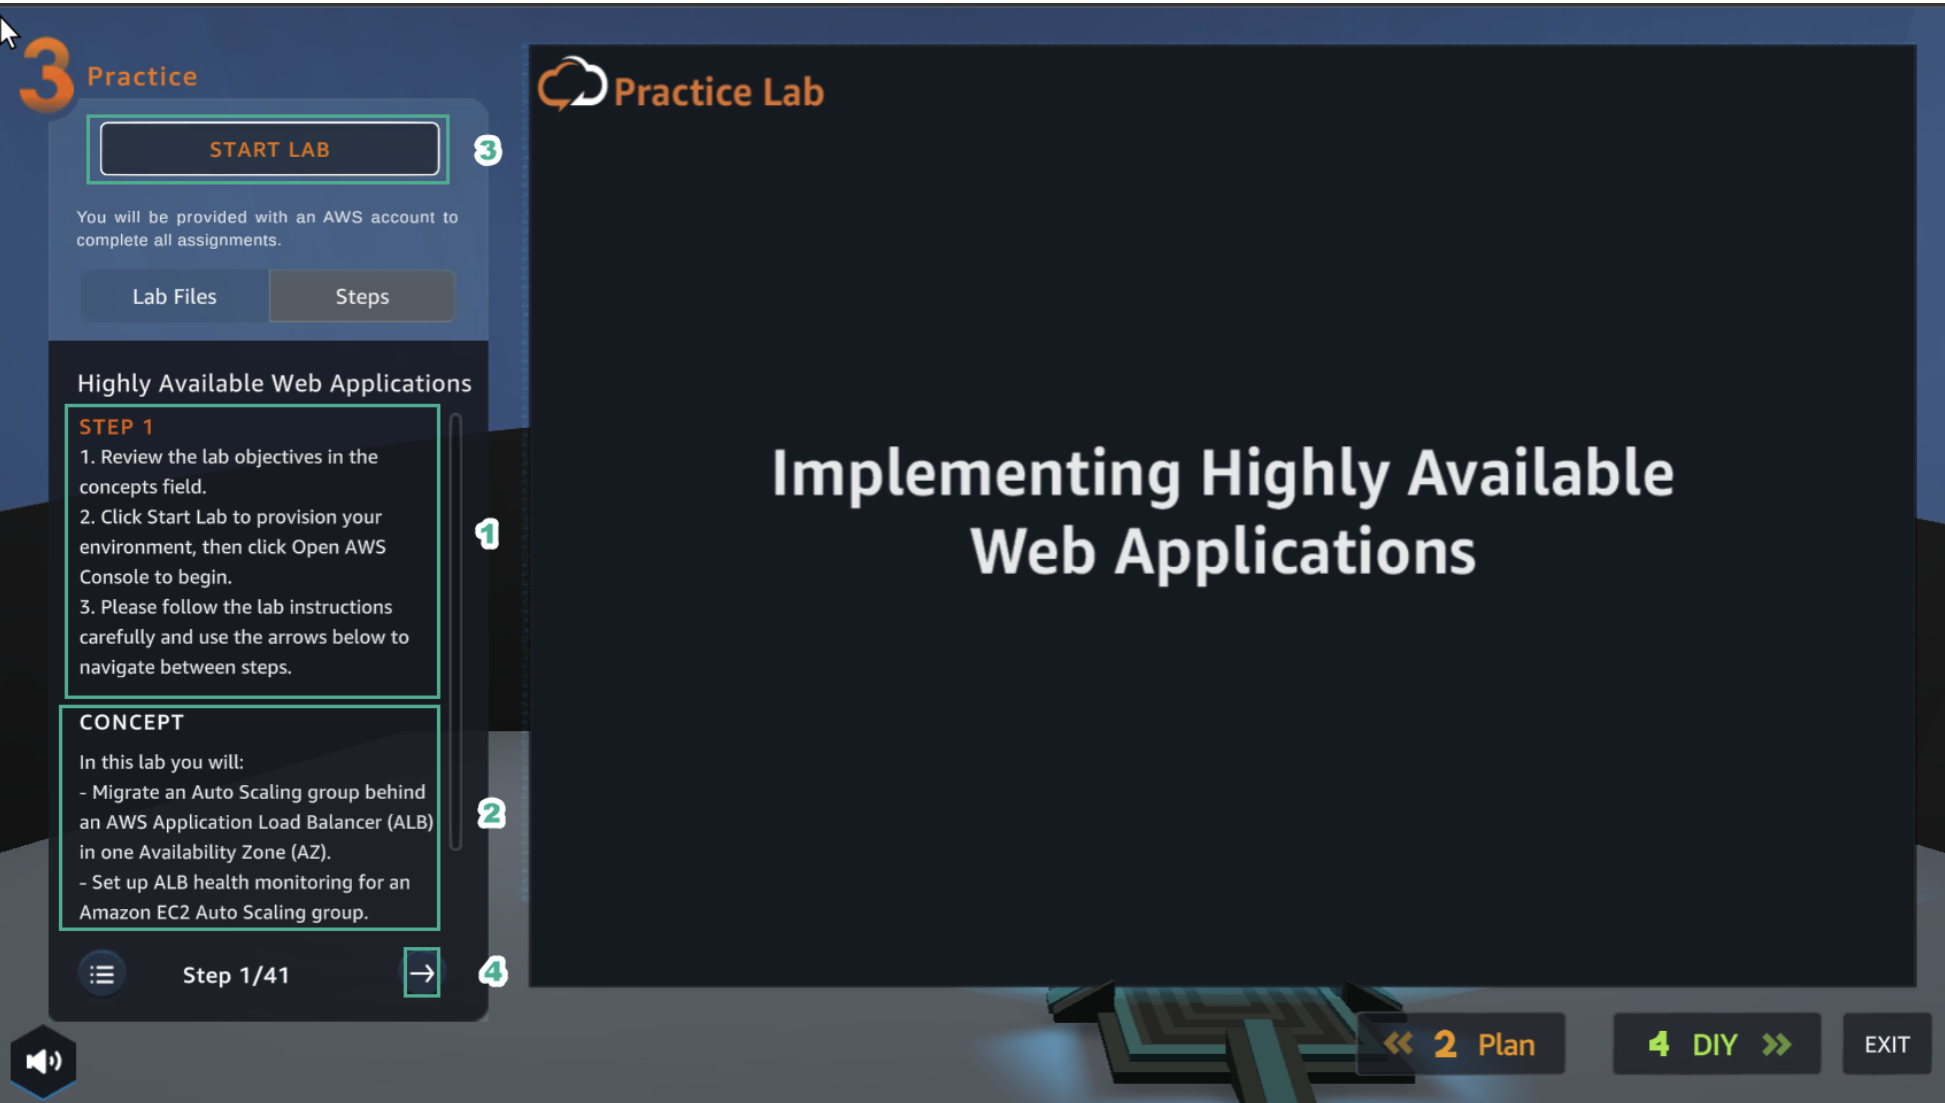 3 Practice
START LAB
3
You will be provided with an AWS account to
complete all assignments.
Lab Files
Steps
Highly Available Web Applications
STEP 1
1. Review the lab objectives in the
concepts field.
2. Click Start Lab to provision your
environment, then click Open AWS
Console to begin.
3. Please follow the lab instructions
carefully and use the arrows below to
navigate between steps.
1
CONCEPT
In this lab you will:
- Migrate an Auto Scaling group behind
an AWS Application Load Balancer (ALB)
in one Availability Zone (AZ).
- Set up ALB health monitoring for an
Amazon EC2 Auto Scaling group.
2
Step 1/41
4
Practice Lab
Implementing Highly Available
Web Applications
2 Plan
4 DIY
EXIT